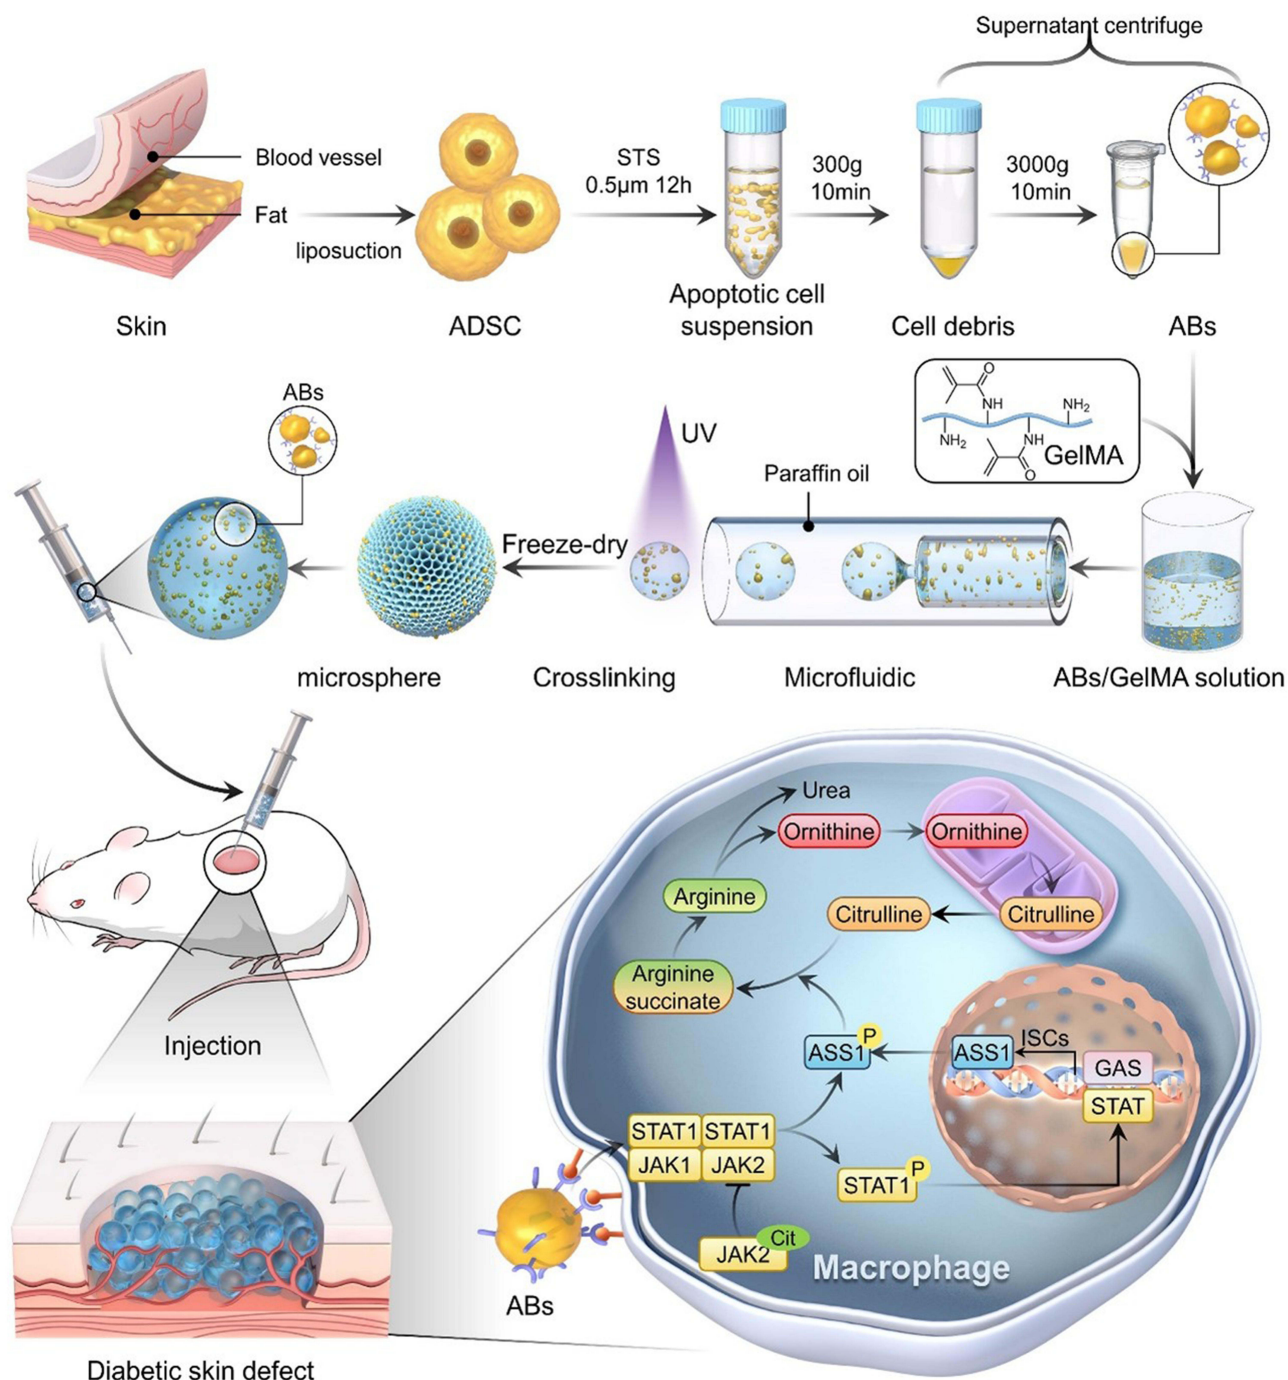 Supernatant centrifuge
Blood vessel
Fat
liposuction
STS
0.5μm 12h
300g
10min
3000g
10min
Skin
ADSC
Apoptotic cell
suspension
Cell debris
ABs
ABs
UV
Paraffin oil
O
NH
NH₂
NH₂
NH
O
GelMA
Freeze-dry
microsphere
Crosslinking
Microfluidic
ABs/GelMA solution
Injection
Diabetic skin defect
Urea
Ornithine
Ornithine
Arginine
Citrulline
Citrulline
Arginine
succinate
ASS1
P
ASS1
ISCs
GAS
STAT
STAT1
STAT1
JAK1
JAK2
STAT1
P
Cit
JAK2
Macrophage
ABs